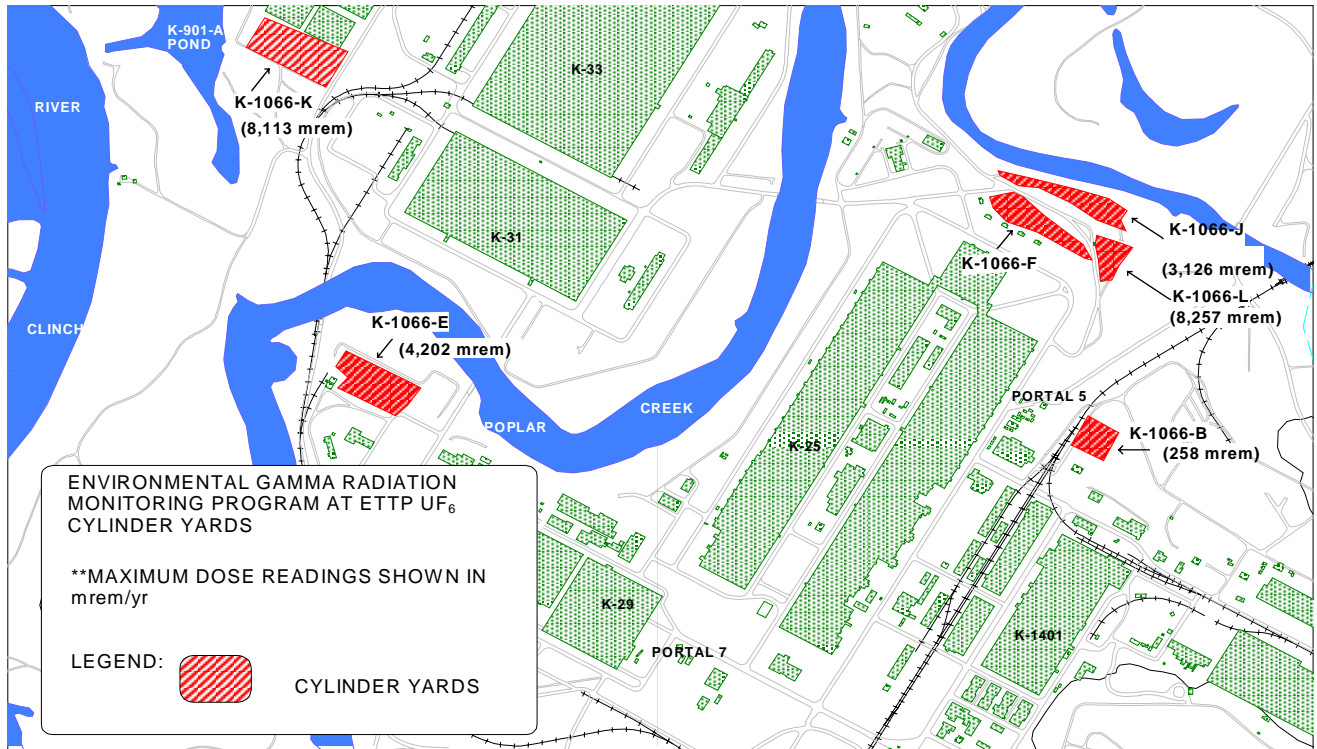 K-901-A
POND
K-33
RIVER
K-1066-K
(8,113 mrem)
K-31
K-1066-J
K-1066-F
(3,126 mrem)
K-1066-L
(8,257 mrem)
CLINCH
K-1066-E
(4,202 mrem)
PORTAL 5
CREEK
POPLAR
K-1066-B
(258 mrem)
K-25
ENVIRONMENTAL GAMMA RADIATION
MONITORING PROGRAM AT ETTP UF₆
CYLINDER YARDS
**MAXIMUM DOSE READINGS SHOWN IN
mrem/yr
LEGEND:
CYLINDER YARDS
K-29
K-1401
PORTAL 7